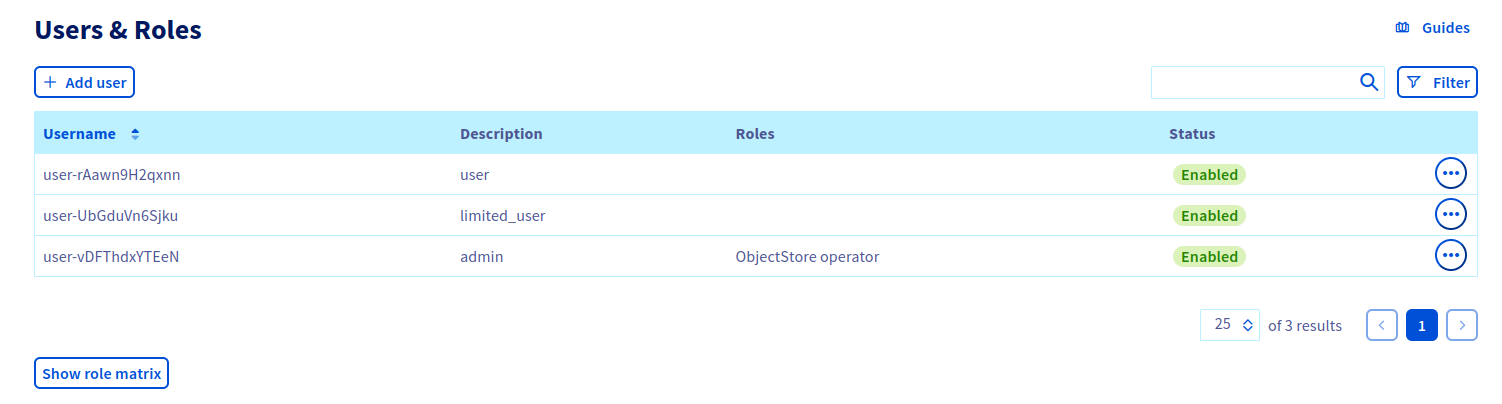 Users & Roles
Guides
Add user
Filter
Username Description Roles Status
user-rAawn9H2qxnn user Enabled
user-UbGduVn6Sjku limited_user Enabled
user-vDFThdxYTEeN admin ObjectStore operator Enabled
25 of 3 results 1
Show role matrix